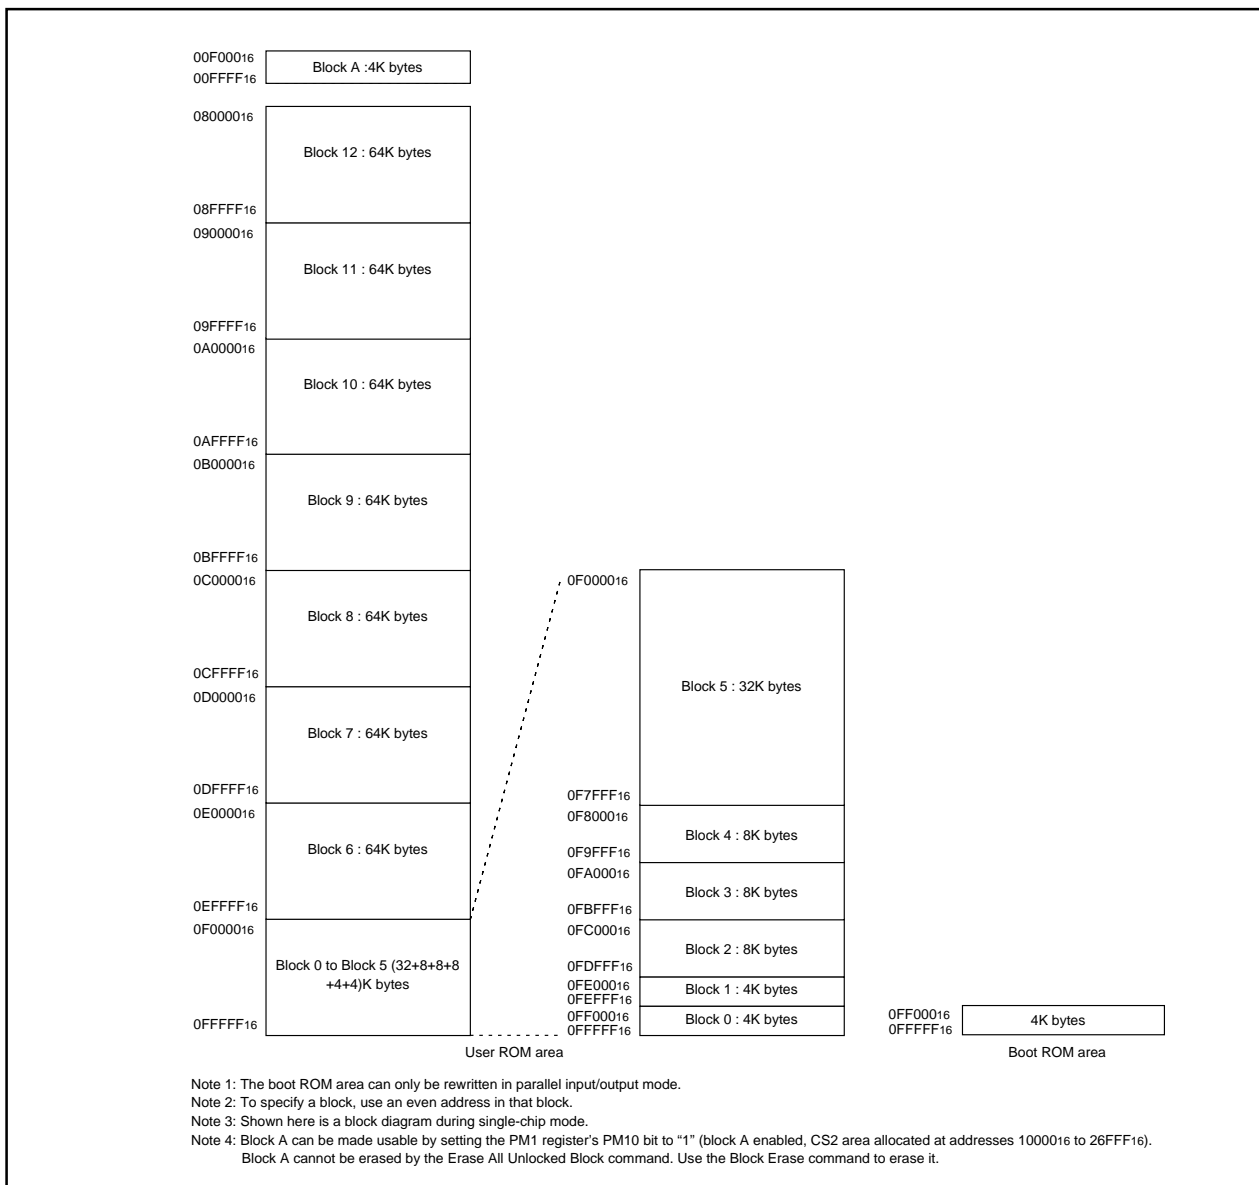 00F00016
Block A :4K bytes
00FFFF16
08000016
Block 12 : 64K bytes
08FFFF16
09000016
Block 11 : 64K bytes
09FFFF16
0A000016
Block 10 : 64K bytes
0AFFFF16
0B000016
Block 9 : 64K bytes
0BFFFF16
0C000016
Block 8 : 64K bytes
0CFFFF16
0D000016
Block 7 : 64K bytes
0DFFFF16
0E000016
Block 6 : 64K bytes
0EFFFF16
0F000016
Block 0 to Block 5 (32+8+8+8
+4+4)K bytes
0FFFFF16
0F000016
Block 5 : 32K bytes
0F7FFF16
0F800016
Block 4 : 8K bytes
0F9FFF16
0FA00016
Block 3 : 8K bytes
0FBFFF16
0FC00016
Block 2 : 8K bytes
0FDFFF16
0FE00016
Block 1 : 4K bytes
0FEFFF16
0FF00016
Block 0 : 4K bytes
0FFFFF16
0FF00016
4K bytes
0FFFFF16
User ROM area
Boot ROM area
Note 1: The boot ROM area can only be rewritten in parallel input/output mode.
Note 2: To specify a block, use an even address in that block.
Note 3: Shown here is a block diagram during single-chip mode.
Note 4: Block A can be made usable by setting the PM1 register's PM10 bit to “1” (block A enabled, CS2 area allocated at addresses 1000016 to 26FFF16).
Block A cannot be erased by the Erase All Unlocked Block command. Use the Block Erase command to erase it.